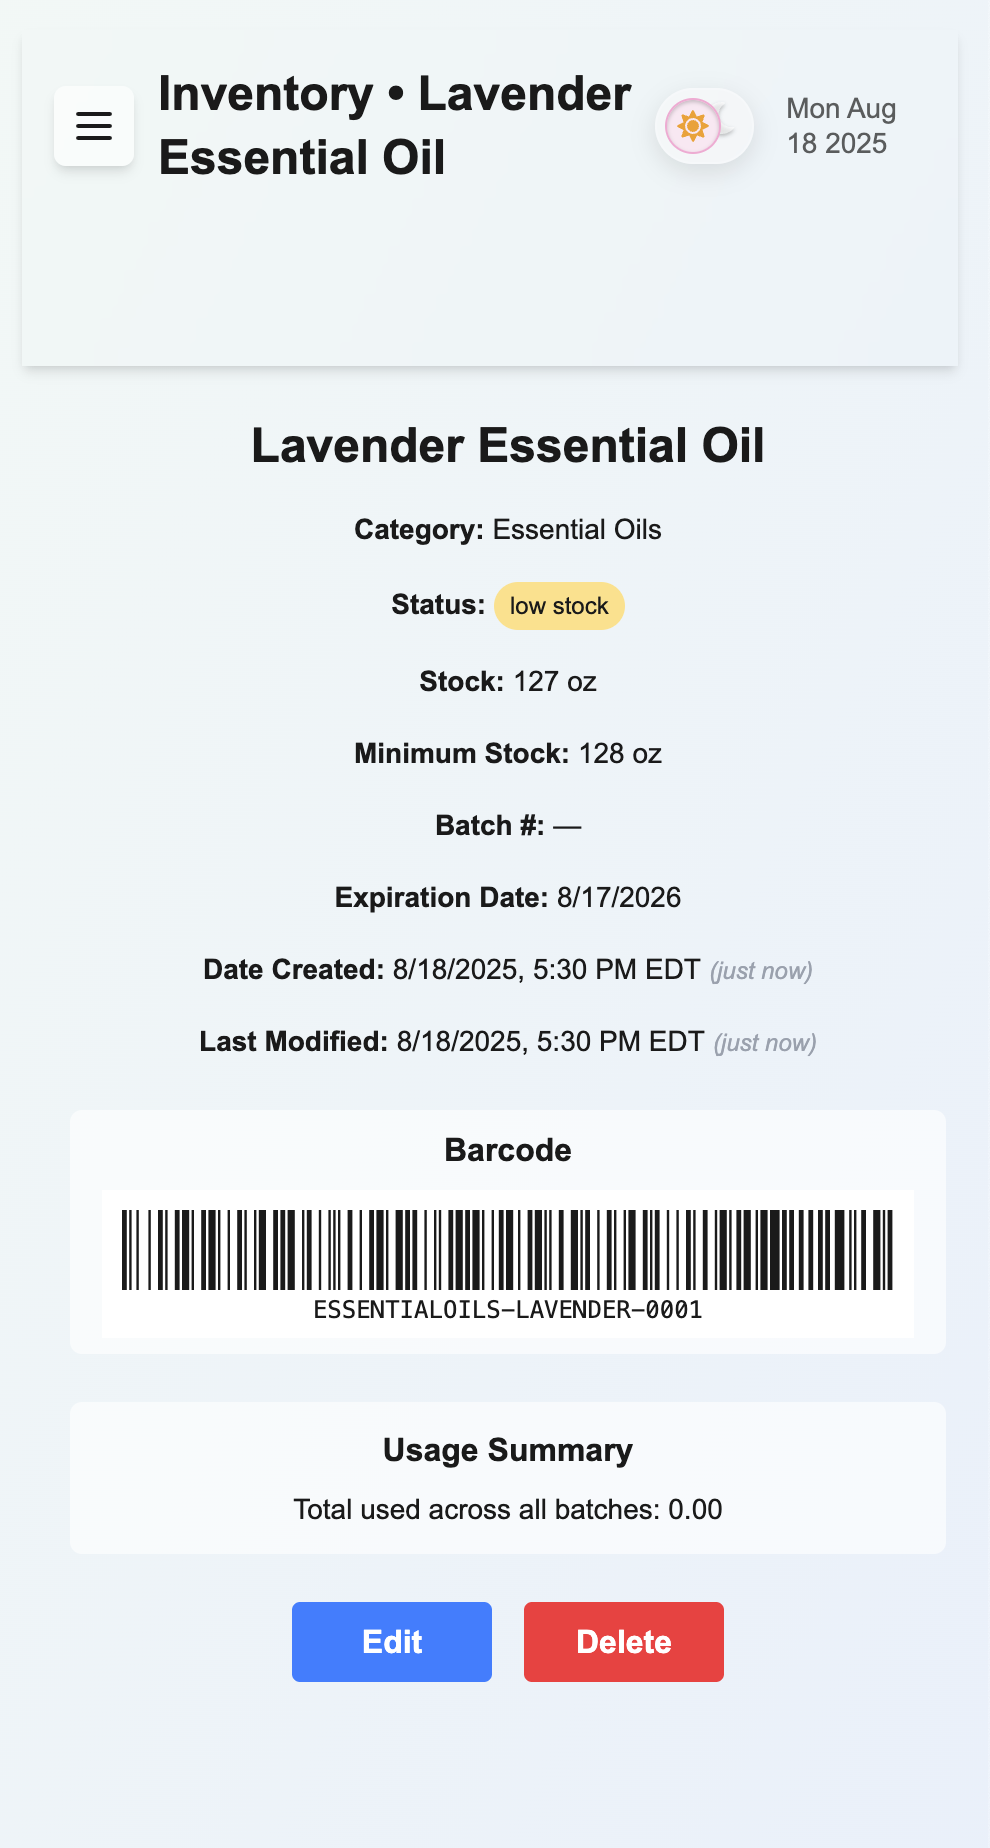 Inventory • Lavender
Essential Oil
Mon Aug
18 2025
Lavender Essential Oil
Category: Essential Oils
Status: low stock
Stock: 127 oz
Minimum Stock: 128 oz
Batch #: —
Expiration Date: 8/17/2026
Date Created: 8/18/2025, 5:30 PM EDT (just now)
Last Modified: 8/18/2025, 5:30 PM EDT (just now)
Barcode
ESSENTIALOILS-LAVENDER-0001
Usage Summary
Total used across all batches: 0.00
Edit
Delete